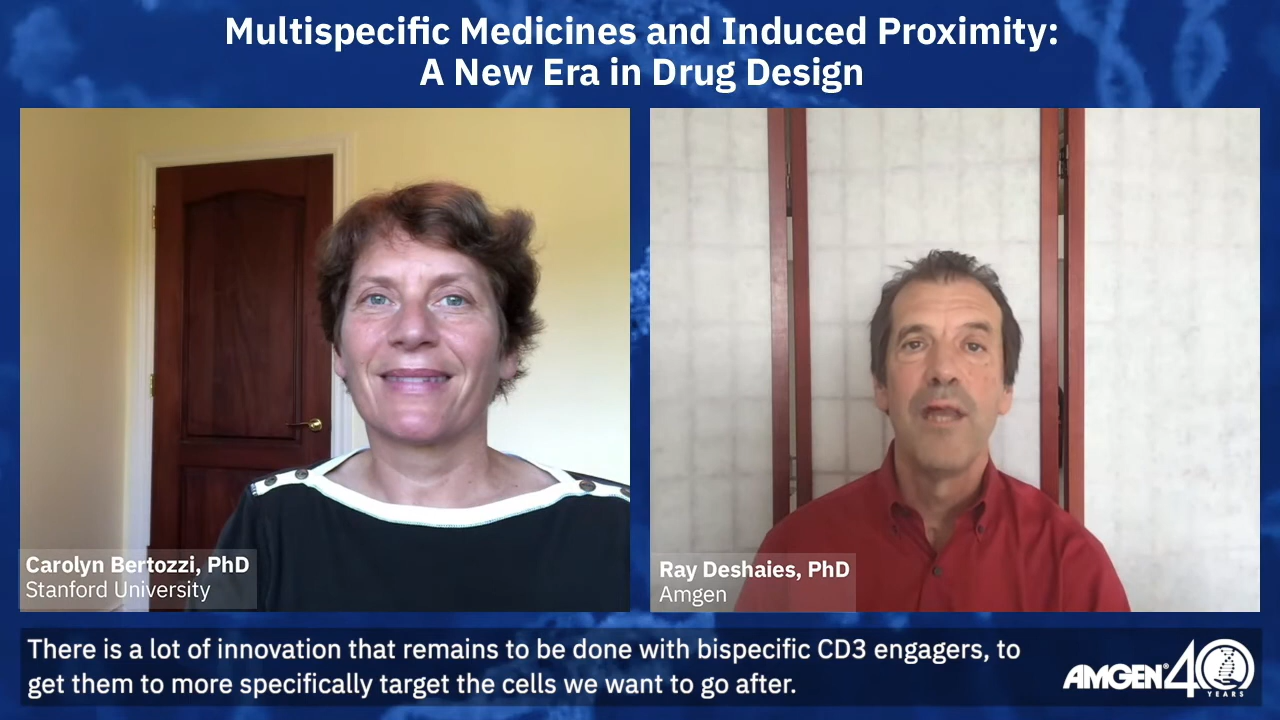 Multispecific Medicines and Induced Proximity:
A New Era in Drug Design
Carolyn Bertozzi, PhD
Stanford University
Ray Deshaies, PhD
Amgen
There is a lot of innovation that remains to be done with bispecific CD3 engagers, to
get them to more specifically target the cells we want to go after.
AMGEN® 40
YEARS